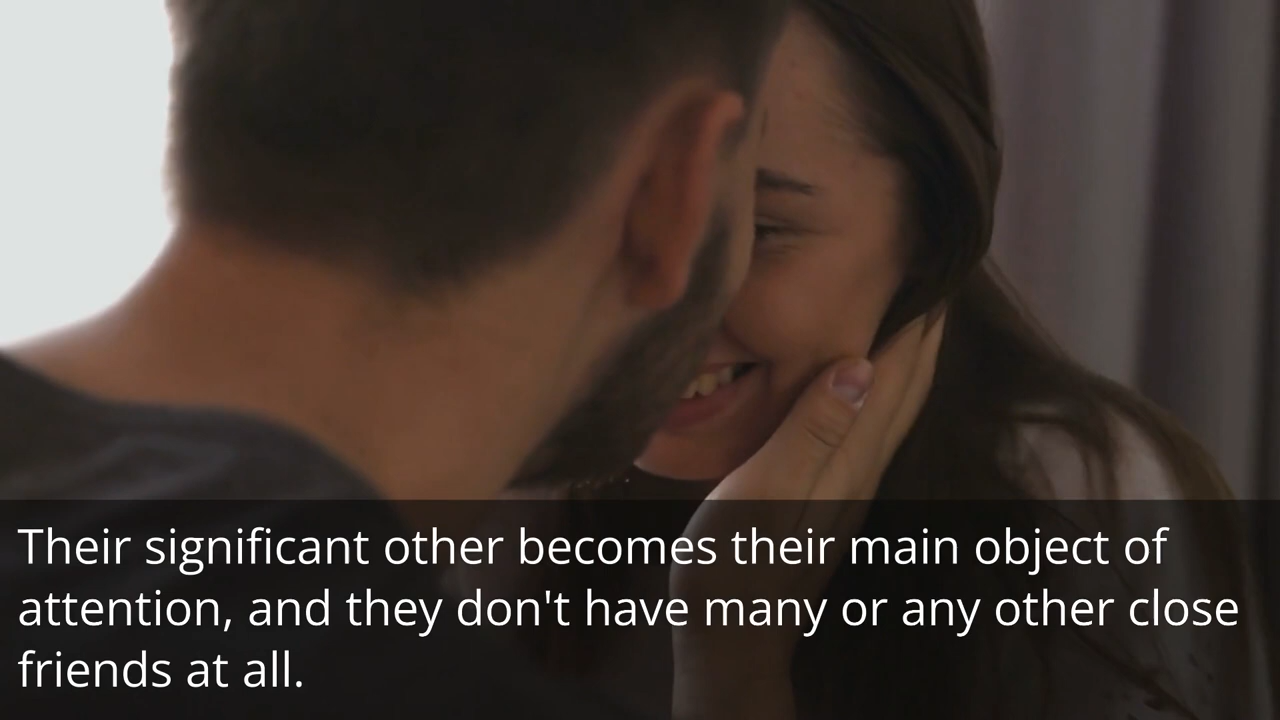 Their significant other becomes their main object of
attention, and they don't have many or any other close
friends at all.